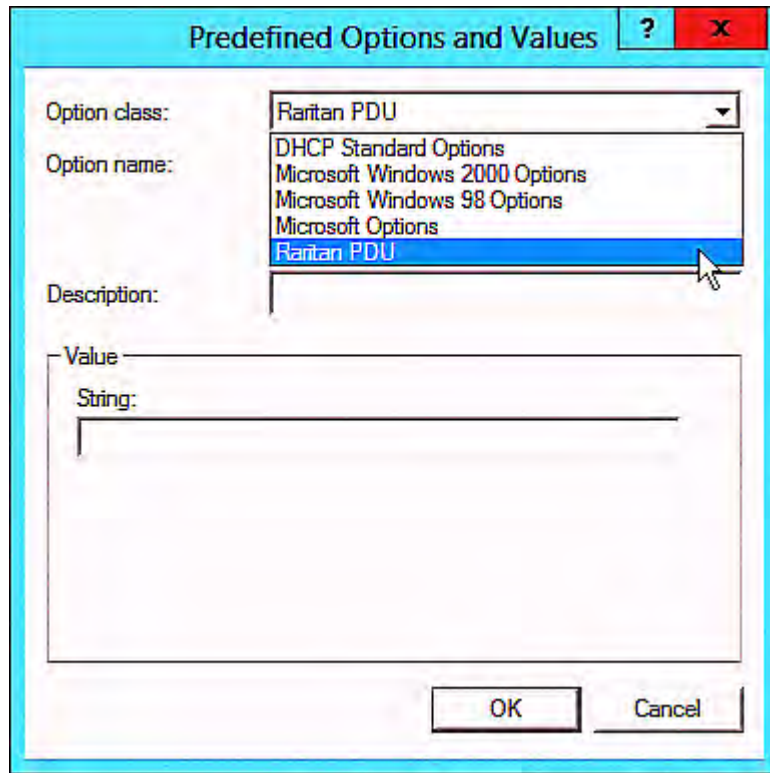 Predefined Options and Values
?
x
Option class:
Raritan PDU
DHCP Standard Options
Option name:
Microsoft Windows 2000 Options
Microsoft Windows 98 Options
Microsoft Options
Raritan PDU
Description:
Value
String:
OK
Cancel